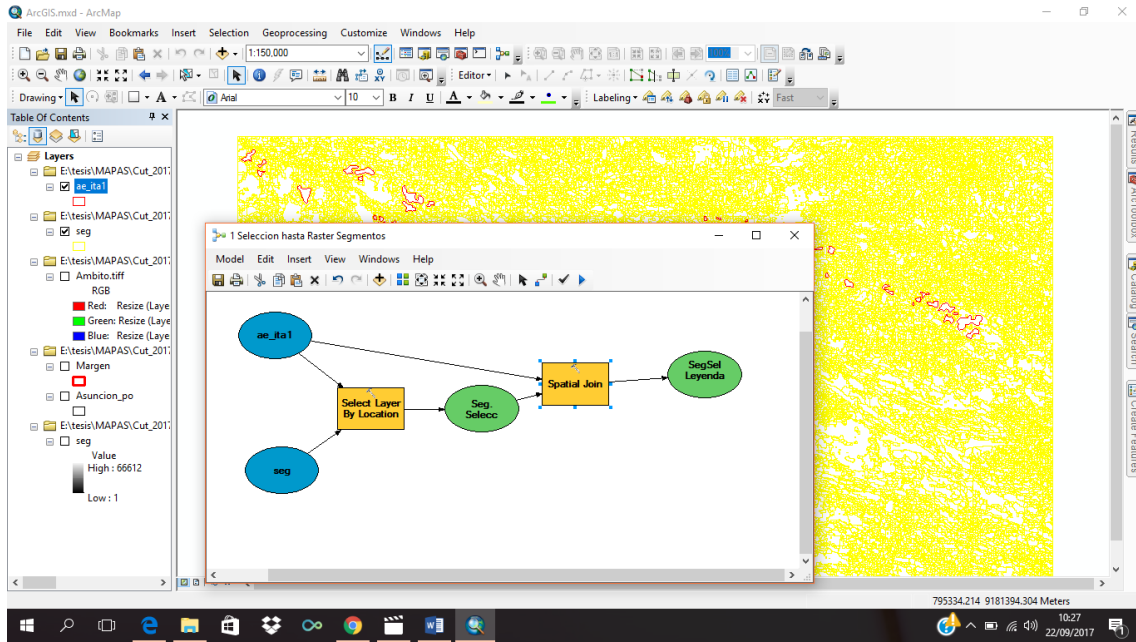 ArcGIS.mxd - ArcMap
File Edit View Bookmarks Insert Selection Geoprocessing Customize Windows Help
1:150,000
Editor
Drawing A Arial 10 B I U A Labeling Fast
Table Of Contents
Layers
E:\tesis\MAPAS\Cut_2017
ae_ita1
E:\tesis\MAPAS\Cut_2017
seg
E:\tesis\MAPAS\Cut_2017
Ambito.tiff
RGB
Red: Resize (Laye
Green: Resize (Laye
Blue: Resize (Laye
E:\tesis\MAPAS\Cut_2017
Margen
Asuncion_po
E:\tesis\MAPAS\Cut_2017
seg
Value
High : 66612
Low : 1
1 Seleccion hasta Raster Segmentos
Model Edit Insert View Windows Help
ae_ita1
Select Layer
By Location
seg
Seg.
Selecc
Spatial Join
SegSel
Leyenda
Results
ArcToolbox
Catalog
Search
Create Features
795334.214 9181394.304 Meters
10:27
22/09/2017
1